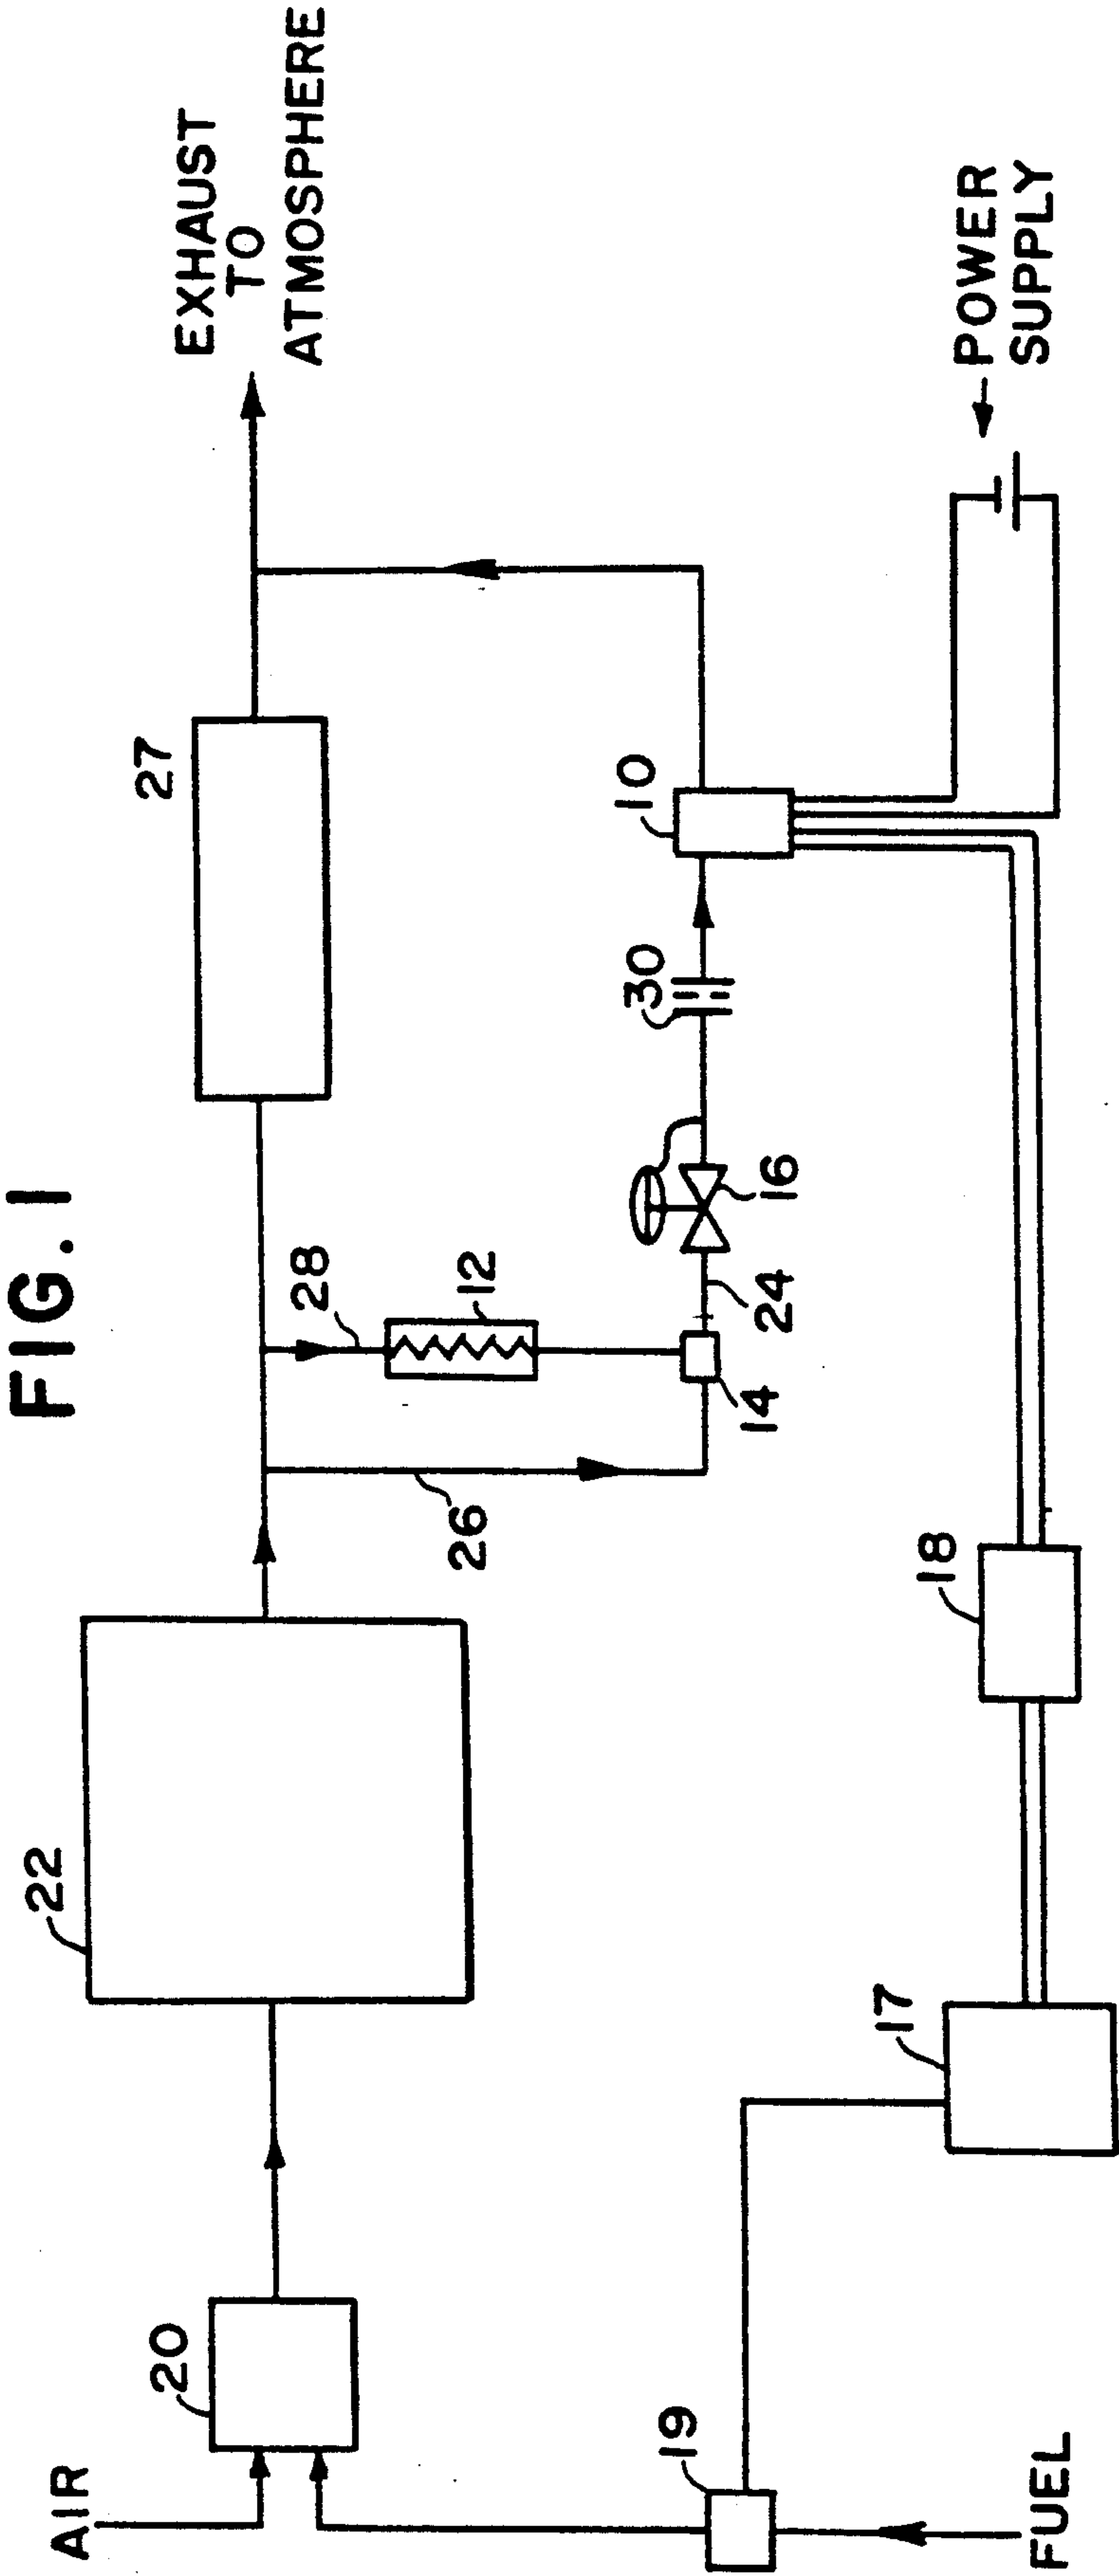 FIG. 1
EXHAUST
TO
ATMOSPHERE
AIR
20
22
27
28
12
26
14
24
16
30
10
POWER
SUPPLY
18
17
19
FUEL